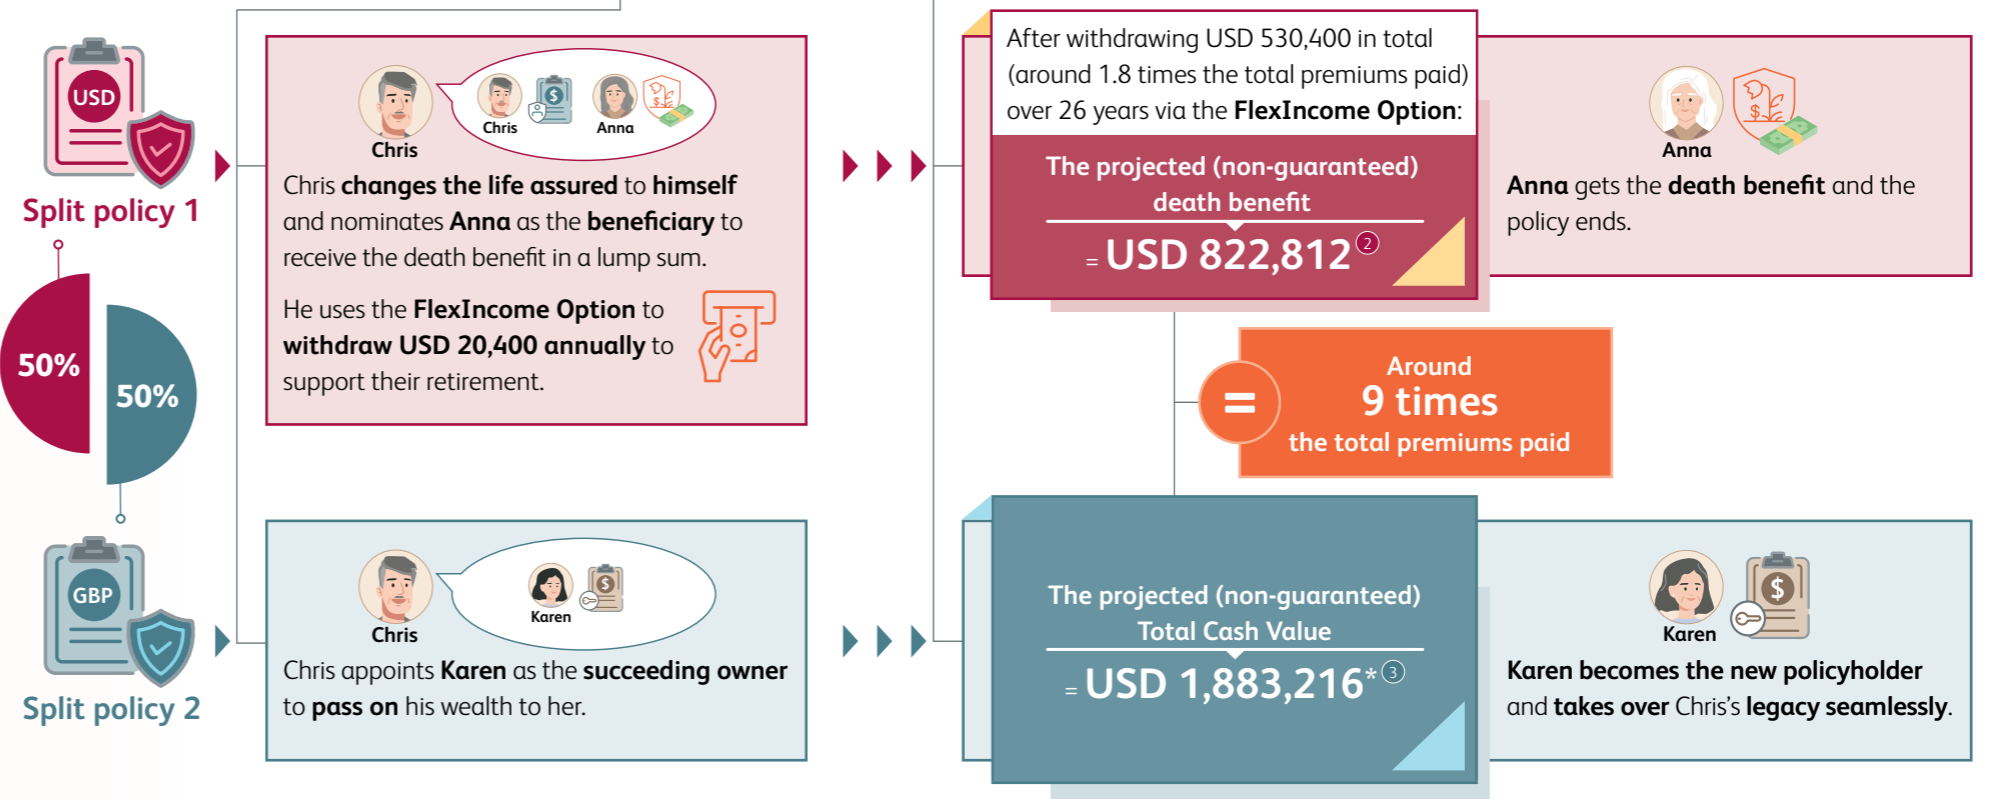 USD
Split policy 1
50%
50%
GBP
Split policy 2
Chris
Chris
Anna
Chris changes the life assured to himself
and nominates Anna as the beneficiary to
receive the death benefit in a lump sum.
He uses the FlexIncome Option to
withdraw USD 20,400 annually to
support their retirement.
After withdrawing USD 530,400 in total
(around 1.8 times the total premiums paid)
over 26 years via the FlexIncome Option:
The projected (non-guaranteed)
death benefit
= USD 822,812 2
Anna
Anna gets the death benefit and the
policy ends.
=
Around
9 times
the total premiums paid
Chris
Karen
Chris appoints Karen as the succeeding owner
to pass on his wealth to her.
The projected (non-guaranteed)
Total Cash Value
= USD 1,883,216* 3
Karen
Karen becomes the new policyholder
and takes over Chris’s legacy seamlessly.